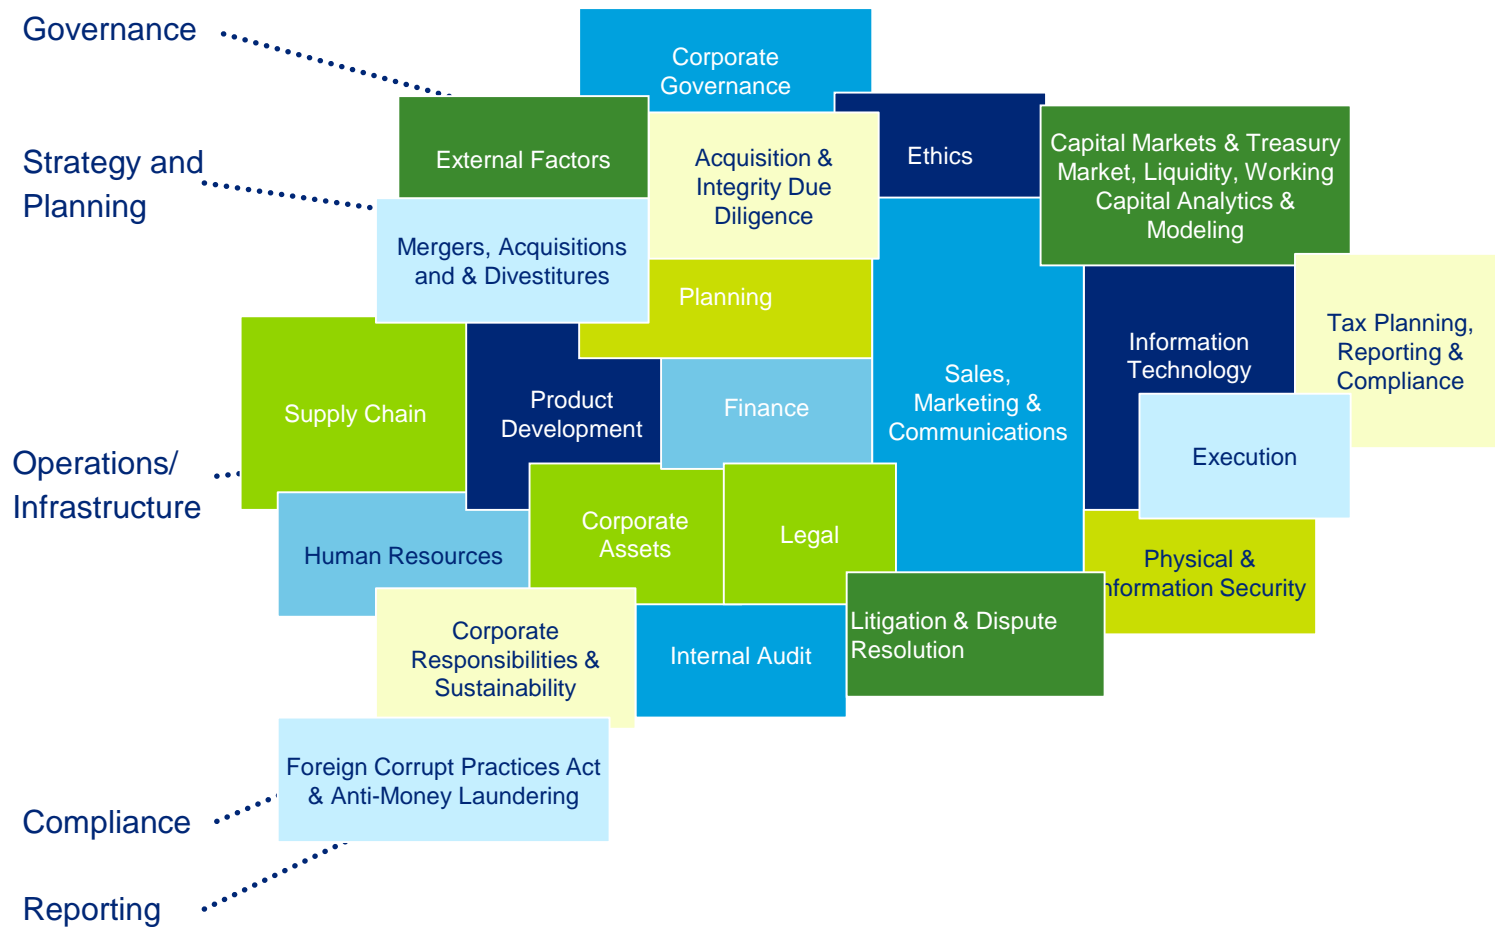 Governance
Corporate
Governance
Strategy and
Planning
External Factors
Acquisition &
Integrity Due
Diligence
Ethics
Capital Markets & Treasury
Market, Liquidity, Working
Capital Analytics &
Modeling
Mergers, Acquisitions
and & Divestitures
Planning
Sales,
Marketing &
Communications
Information
Technology
Tax Planning,
Reporting &
Compliance
Supply Chain
Product
Development
Finance
Execution
Operations/
Infrastructure
Human Resources
Corporate
Assets
Legal
Physical &
Information Security
Corporate
Responsibilities &
Sustainability
Internal Audit
Litigation & Dispute
Resolution
Foreign Corrupt Practices Act
& Anti-Money Laundering
Compliance
Reporting